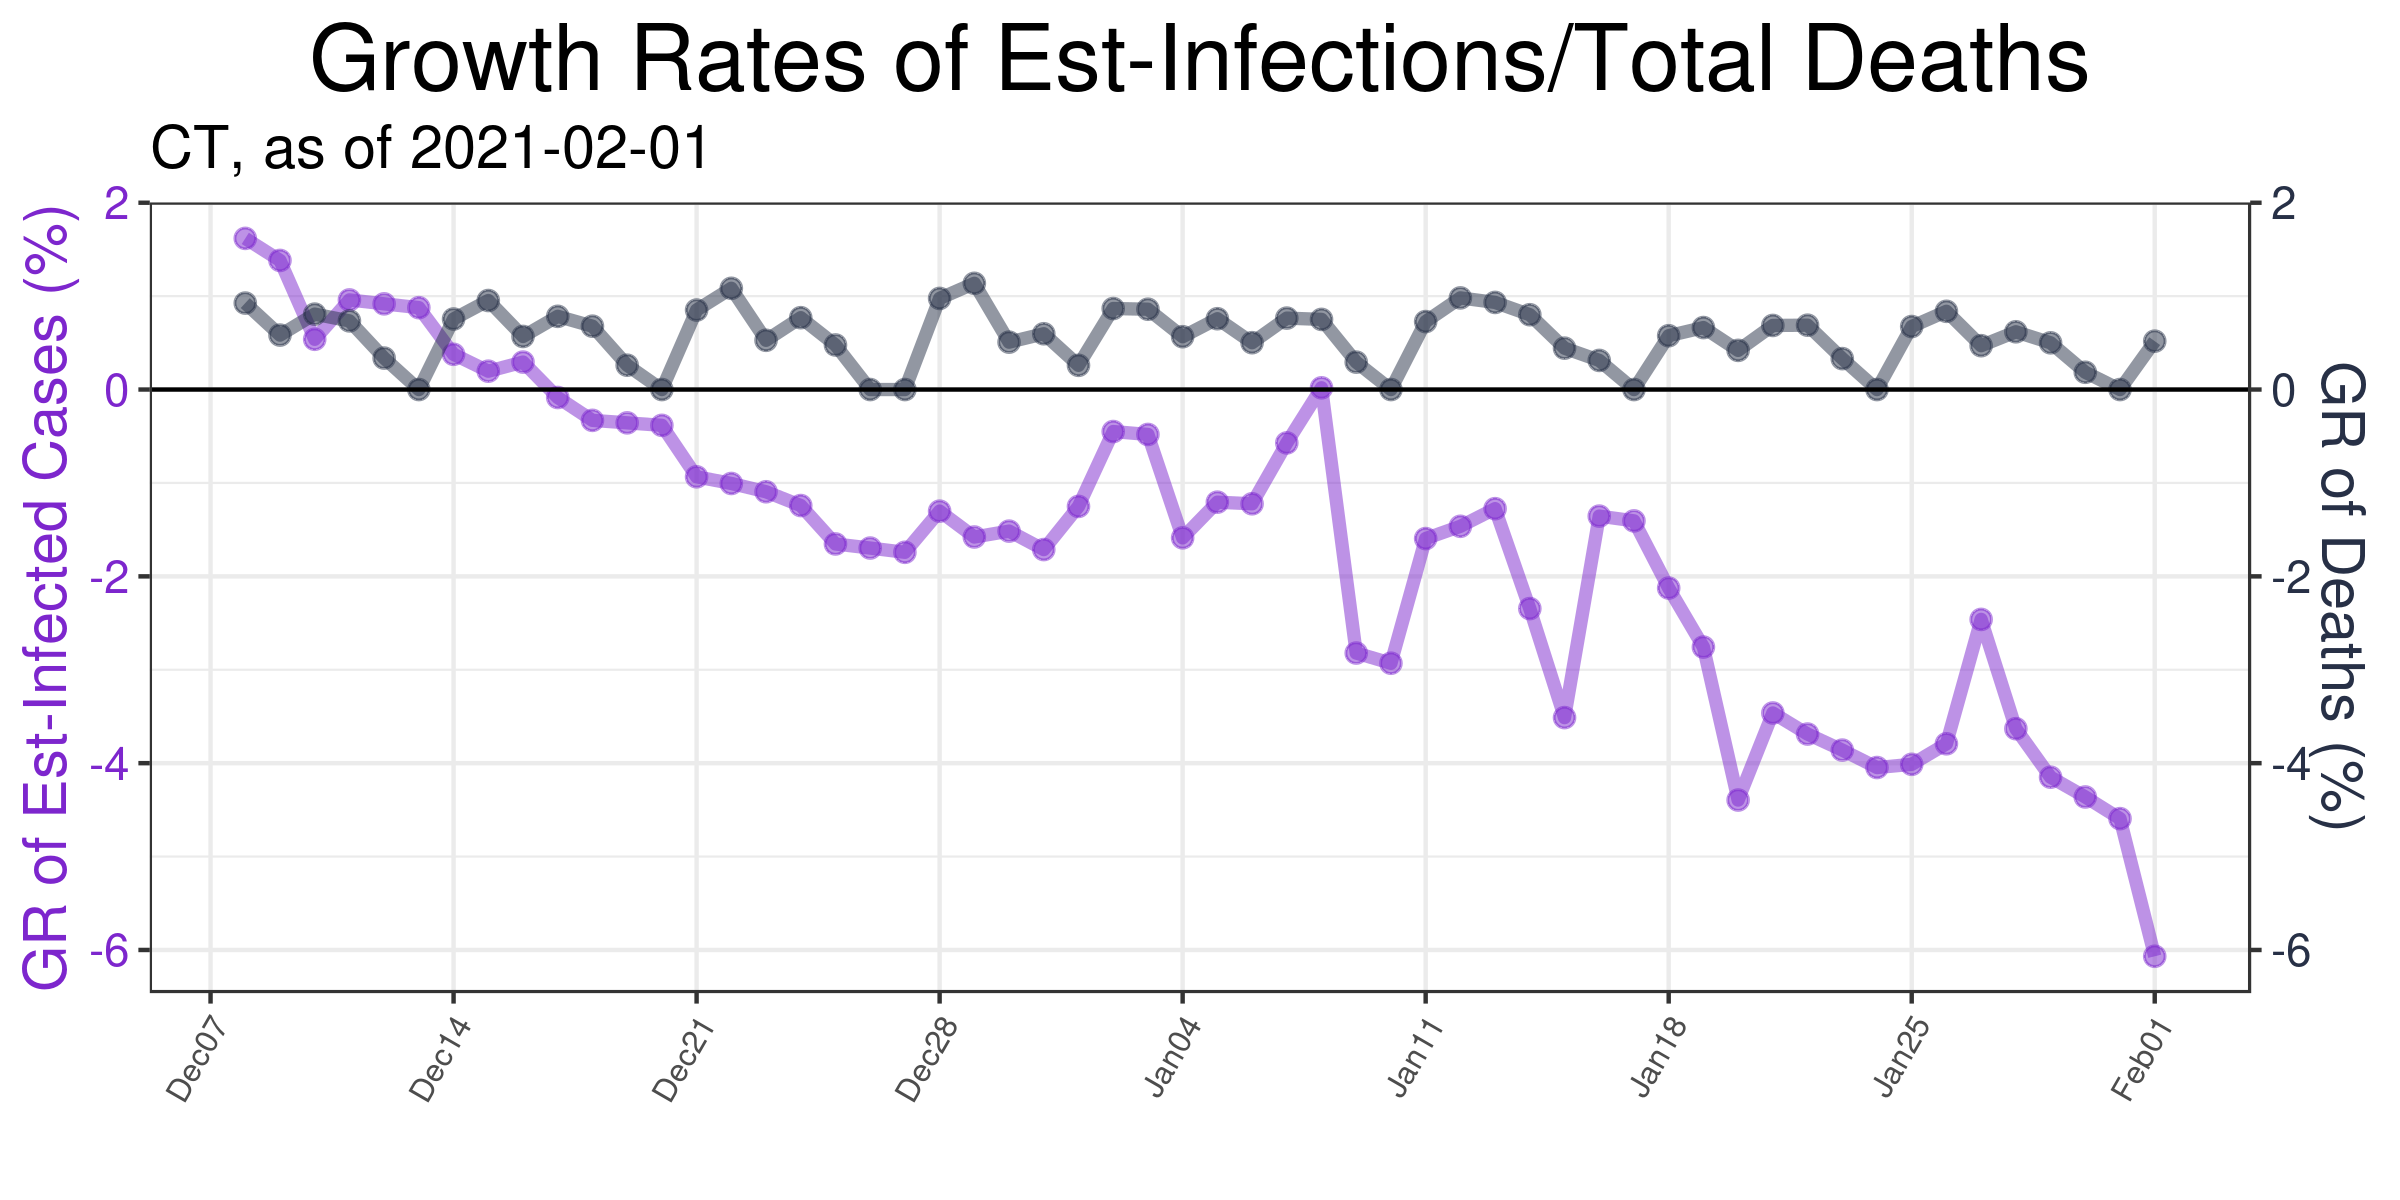 Growth Rates of Est-Infections/Total Deaths
CT, as of 2021-02-01
GR of Est-Infected Cases (%)
2
0
-2
-4
-6
2
0
-2
-4
-6
GR of Deaths (%)
Dec07
Dec14
Dec21
Dec28
Jan04
Jan11
Jan18
Jan25
Feb01